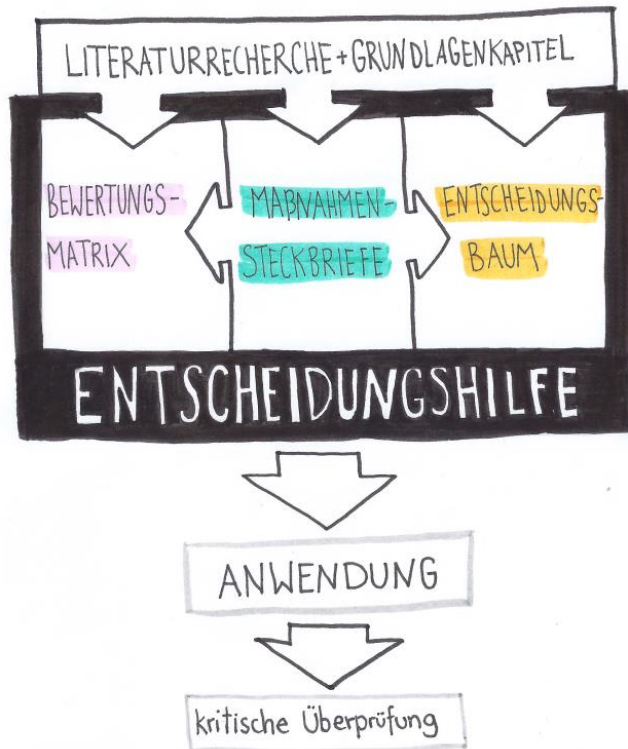 LITERATURRECHERCHE + GRUNDLAGENKAPITEL
BEWERTUNGS-
MATRIX
MAßNAHMEN-
STECKBRIEFE
ENTSCHEIDUNGS-
BAUM
ENTSCHEIDUNGSHILFE
ANWENDUNG
kritische Überprüfung